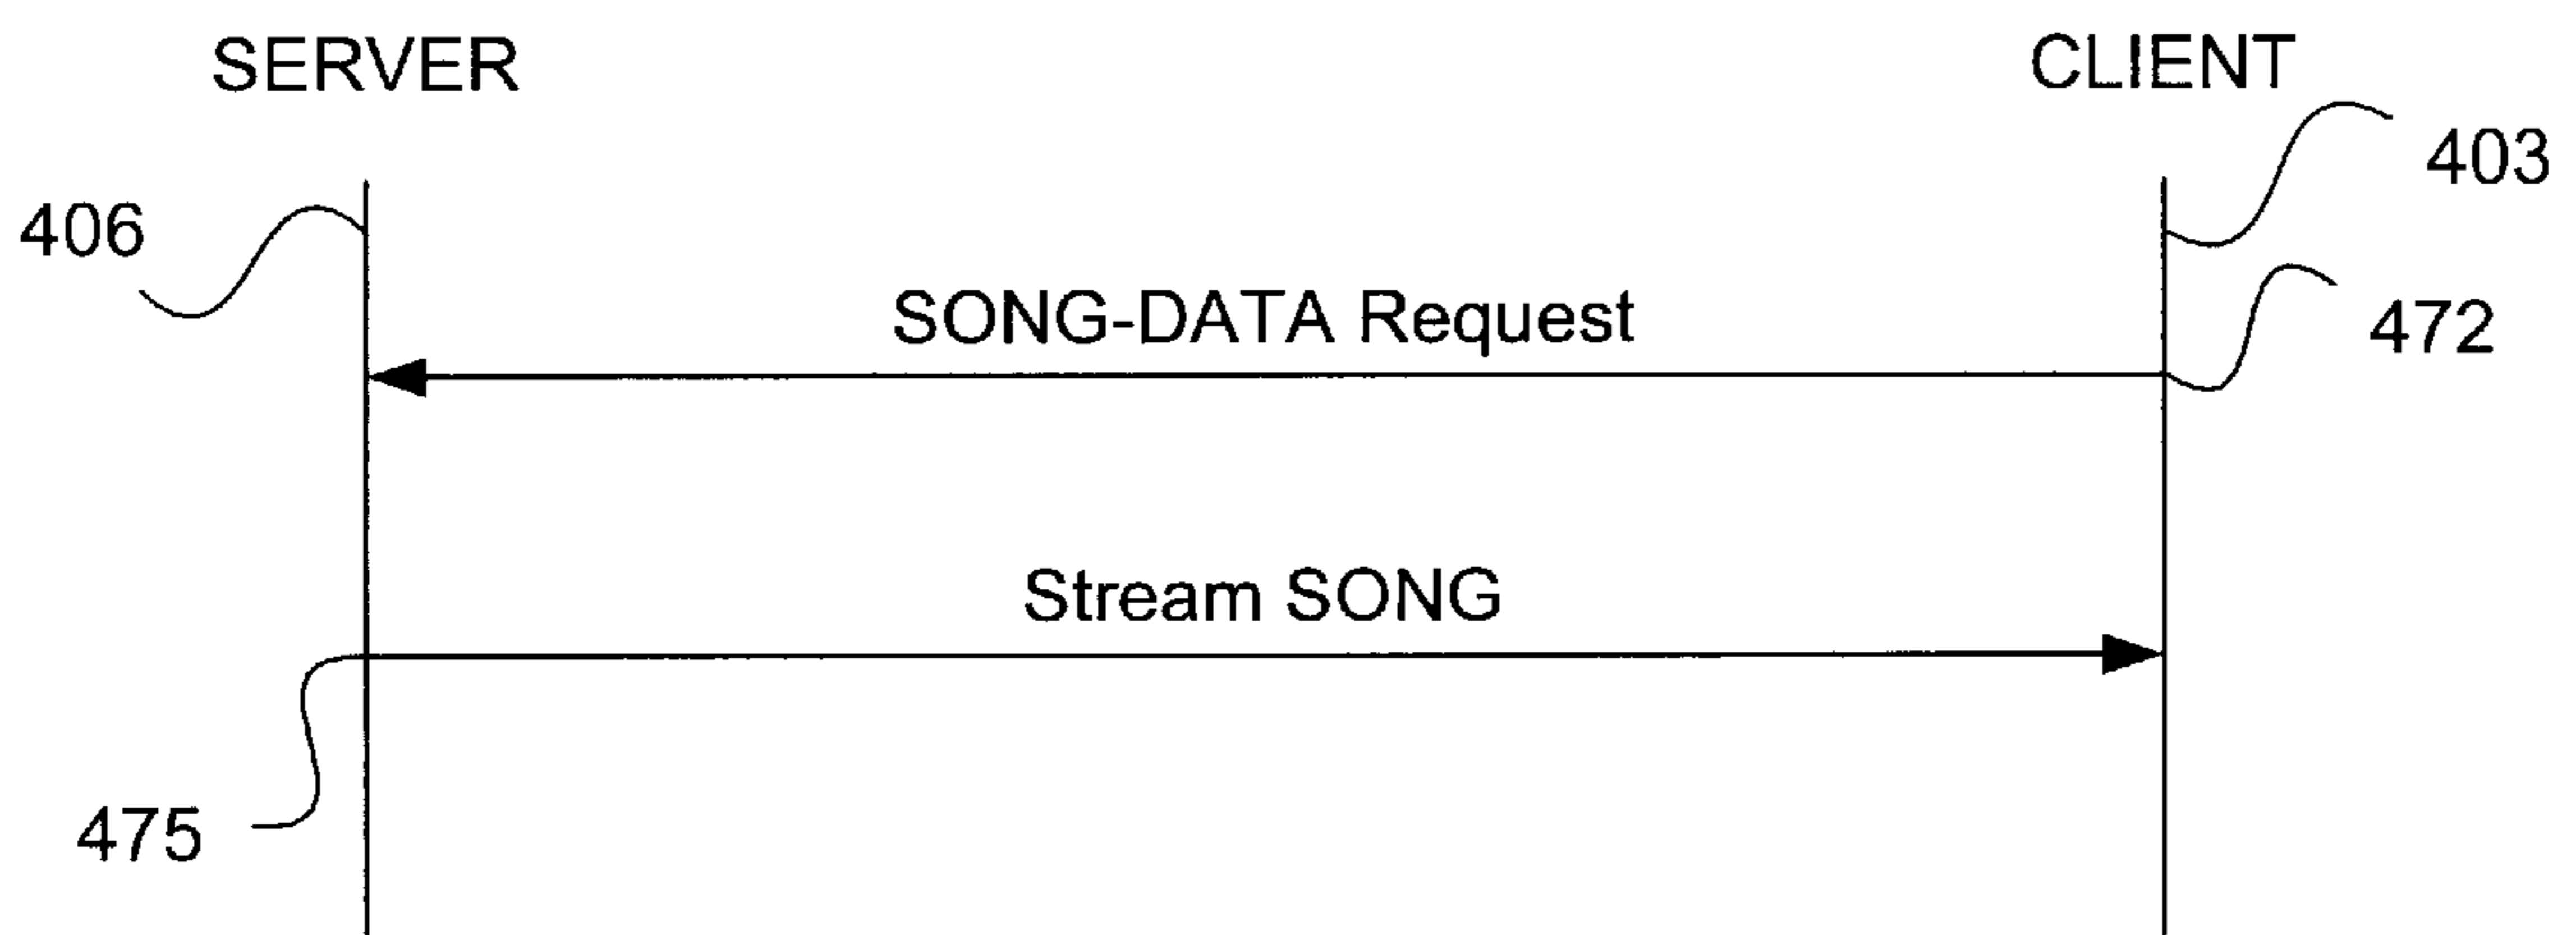 SERVER
CLIENT
403
406
SONG-DATA Request
472
Stream SONG
475